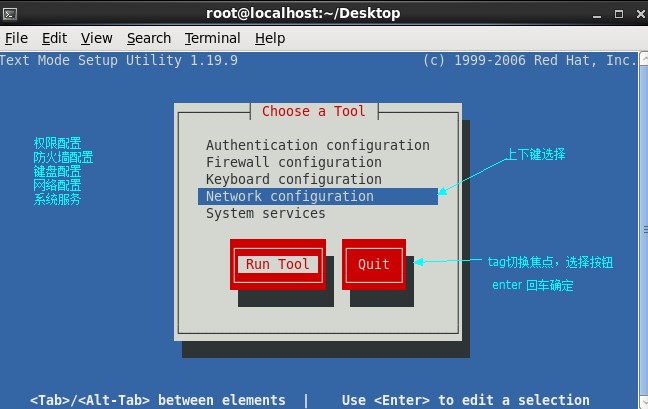 root@localhost:~/Desktop
File Edit View Search Terminal Help
Text Mode Setup Utility 1.19.9 (c) 1999-2006 Red Hat, Inc.
Choose a Tool
权限配置
防火墙配置
键盘配置
网络配置
系统服务
Authentication configuration
Firewall configuration
Keyboard configuration
Network configuration
System services
上下键选择
Run Tool Quit
tag切换焦点，选择按钮
enter 回车确定
<Tab>/<Alt-Tab> between elements | Use <Enter> to edit a selection